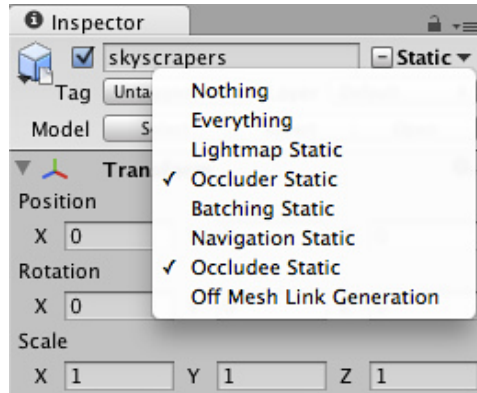 Inspector
skyscrapers Static
Tag Unta
Nothing
Everything
Model S
Lightmap Static
Tran
✓ Occluder Static
Position
Batching Static
X 0
Navigation Static
Rotation
✓ Occludee Static
X 0
Off Mesh Link Generation
Scale
X 1 Y 1 Z 1